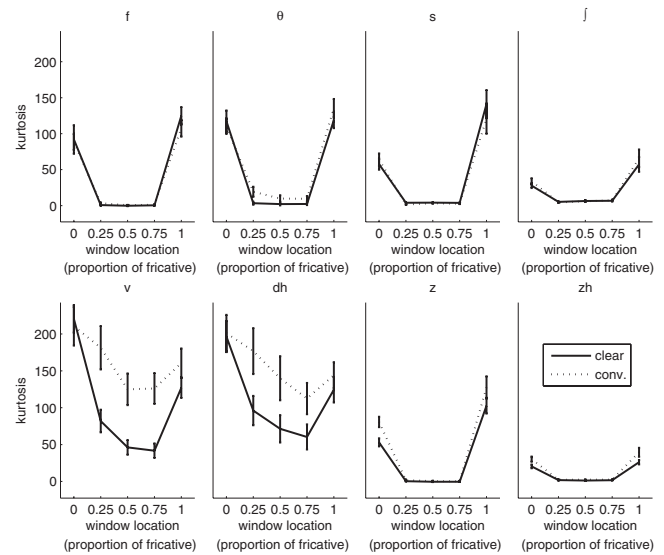 f
θ
s
ʃ
kurtosis
200
150
100
50
0
0 0.25 0.5 0.75 1
0 0.25 0.5 0.75 1
0 0.25 0.5 0.75 1
0 0.25 0.5 0.75 1
window location
(proportion of fricative)
window location
(proportion of fricative)
window location
(proportion of fricative)
window location
(proportion of fricative)
v
dh
z
zh
kurtosis
200
150
100
50
0
clear
conv.
0 0.25 0.5 0.75 1
0 0.25 0.5 0.75 1
0 0.25 0.5 0.75 1
0 0.25 0.5 0.75 1
window location
(proportion of fricative)
window location
(proportion of fricative)
window location
(proportion of fricative)
window location
(proportion of fricative)